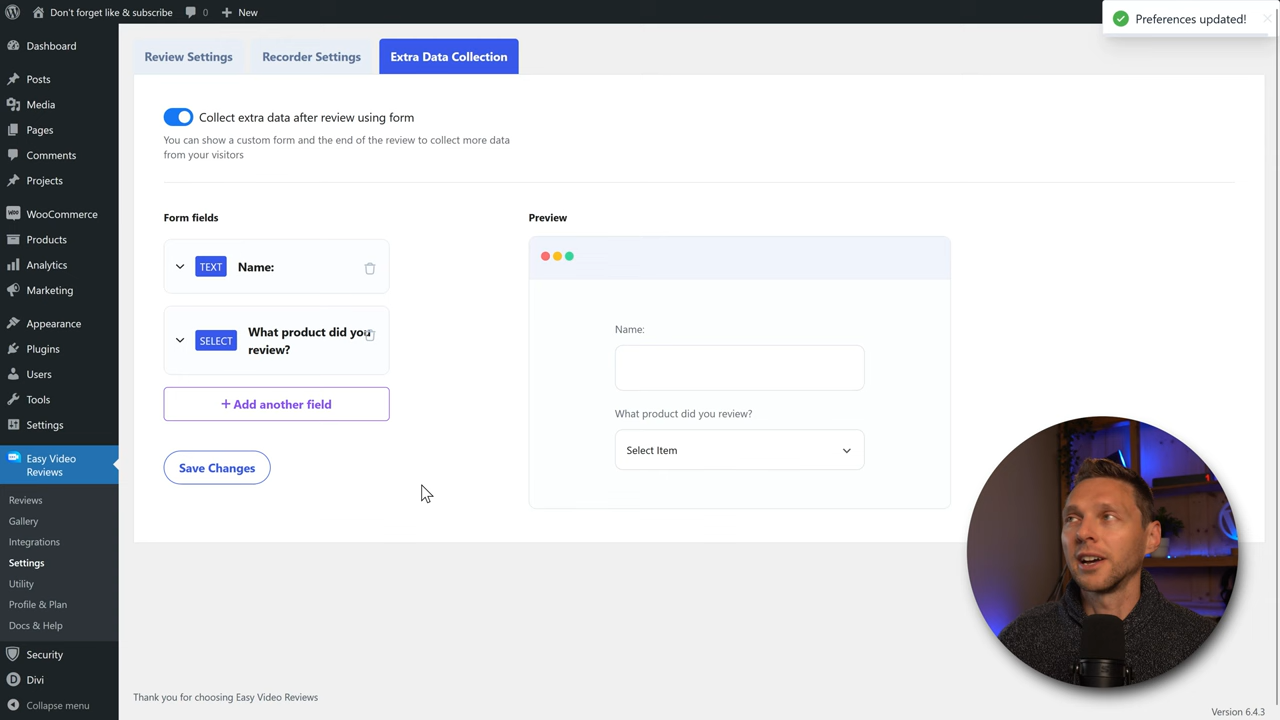 Don't forget like & subscribe
0
New
Preferences updated!
Dashboard
Posts
Media
Pages
Comments
Projects
WooCommerce
Products
Analytics
Marketing
Appearance
Plugins
Users
Tools
Settings
Easy Video
Reviews
Reviews
Gallery
Integrations
Settings
Utility
Profile & Plan
Docs & Help
Security
Divi
Collapse menu
Review Settings
Recorder Settings
Extra Data Collection
Collect extra data after review using form
You can show a custom form and the end of the review to collect more data
from your visitors
Form fields
TEXT Name:
SELECT What product did you
review?
+ Add another field
Save Changes
Preview
Name:
What product did you review?
Select Item
Thank you for choosing Easy Video Reviews
Version 6.4.3